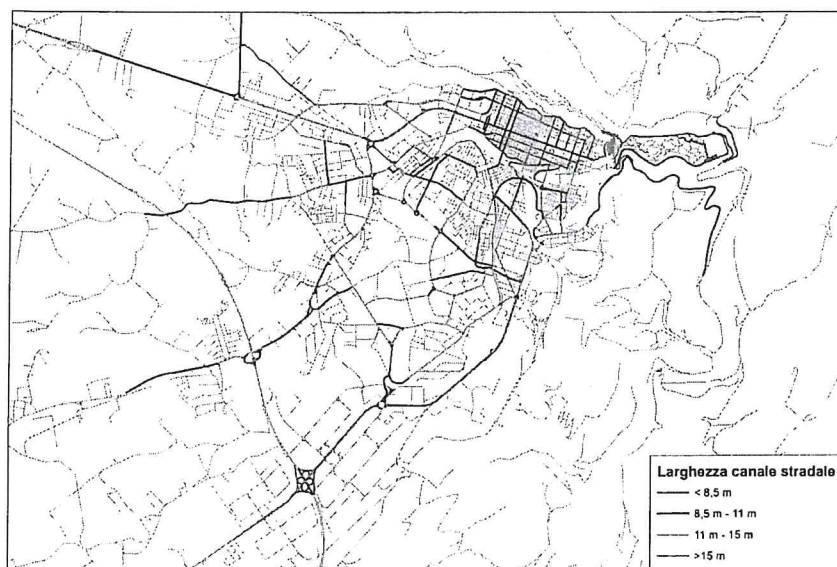 Larghezza canale stradale
< 8,5 m
8,5 m - 11 m
11 m - 15 m
>15 m